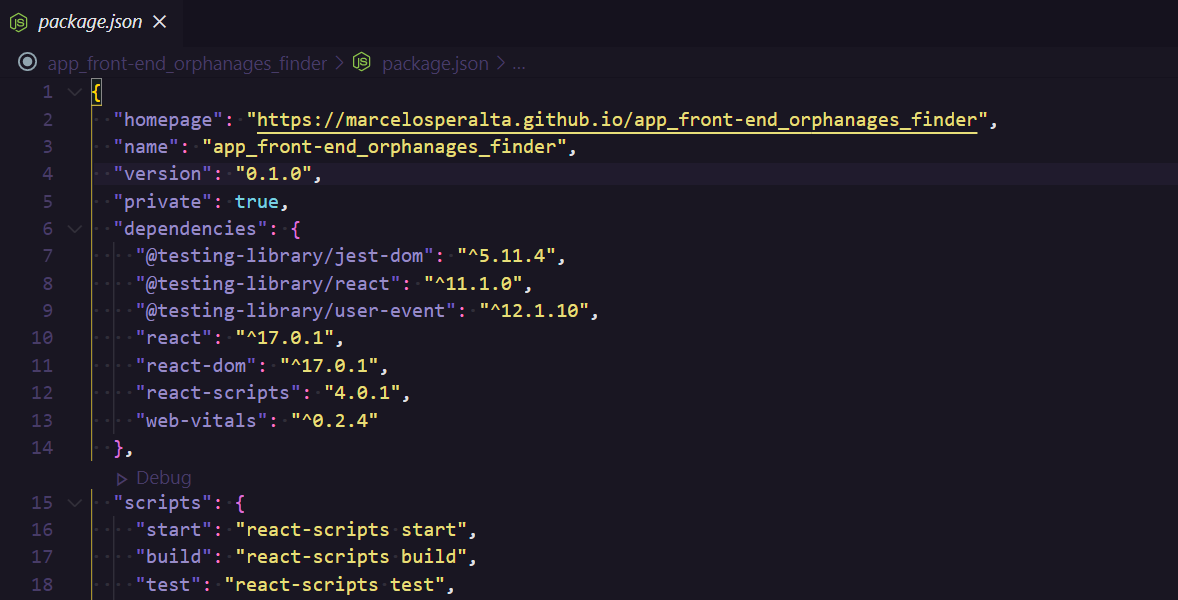 package.json
app_front-end_orphanages_finder > package.json > ...
1 {
2 "homepage": "https://marcelosperalta.github.io/app_front-end_orphanages_finder",
3 "name": "app_front-end_orphanages_finder",
4 "version": "0.1.0",
5 "private": true,
6 "dependencies": {
7 "@testing-library/jest-dom": "^5.11.4",
8 "@testing-library/react": "^11.1.0",
9 "@testing-library/user-event": "^12.1.10",
10 "react": "^17.0.1",
11 "react-dom": "^17.0.1",
12 "react-scripts": "4.0.1",
13 "web-vitals": "^0.2.4"
14 },
Debug
15 "scripts": {
16 "start": "react-scripts start",
17 "build": "react-scripts build",
18 "test": "react-scripts test",